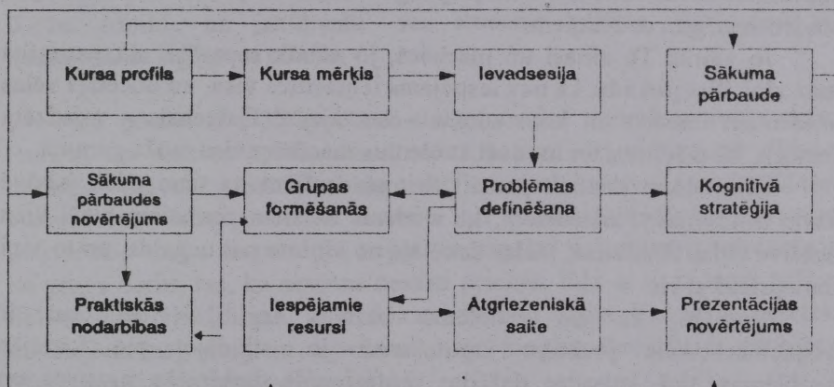 Kursa profils
Kursa mērķis
Ievadsesija
Sākuma
pārbaude
Sākuma
pārbaudes
novērtējums
Grupas
formēšanās
Problēmas
definēšana
Kognitivā
stratēģija
Praktiskās
nodarbības
Iespējamie
resursi
Atgriezeniskā
saite
Prezentācijas
novērtējums